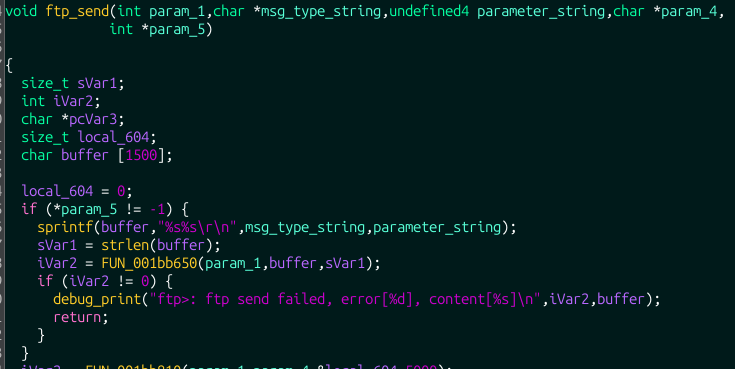 void ftp_send(int param_1,char *msg_type_string,undefined4 parameter_string,char *param_4,
int *param_5)
{
size_t sVar1;
int iVar2;
char *pcVar3;
size_t local_604;
char buffer [1500];
local_604 = 0;
if (*param_5 != -1) {
sprintf(buffer,"%s%s\r\n",msg_type_string,parameter_string);
sVar1 = strlen(buffer);
iVar2 = FUN_001bb650(param_1,buffer,sVar1);
if (iVar2 != 0) {
debug_print("ftp>: ftp send failed, error[%d], content[%s]\n",iVar2,buffer);
return;
}
}